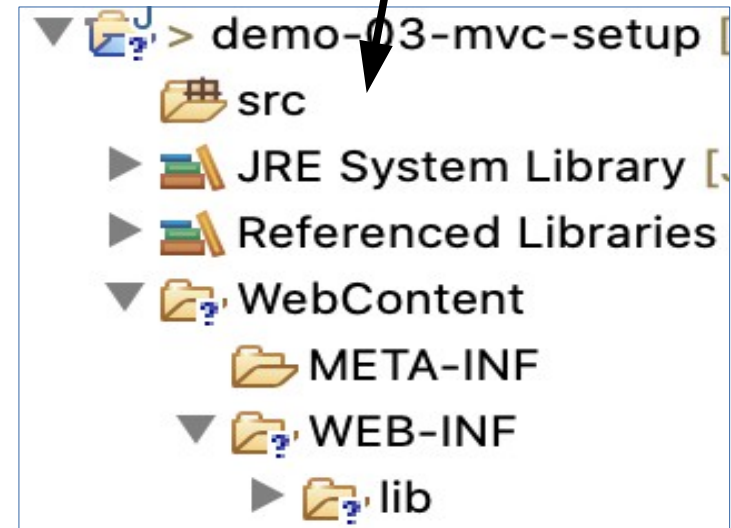 > demo-03-mvc-setup [
src
JRE System Library [
Referenced Libraries
WebContent
META-INF
WEB-INF
lib